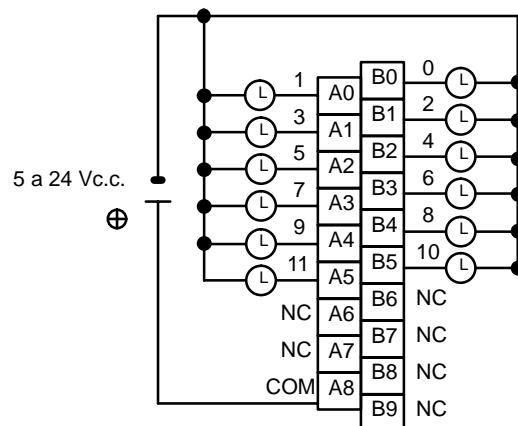 0
1 L A0 B0 L
2
3 L A1 B1 L
4
5 L A2 B2 L
5 a 24 Vc.c.
6
7 L A3 B3 L
8
9 L A4 B4 L
10
11 L A5 B5 L
NC A6 B6 NC
NC A7 B7 NC
COM A8 B8 NC
B9 NC